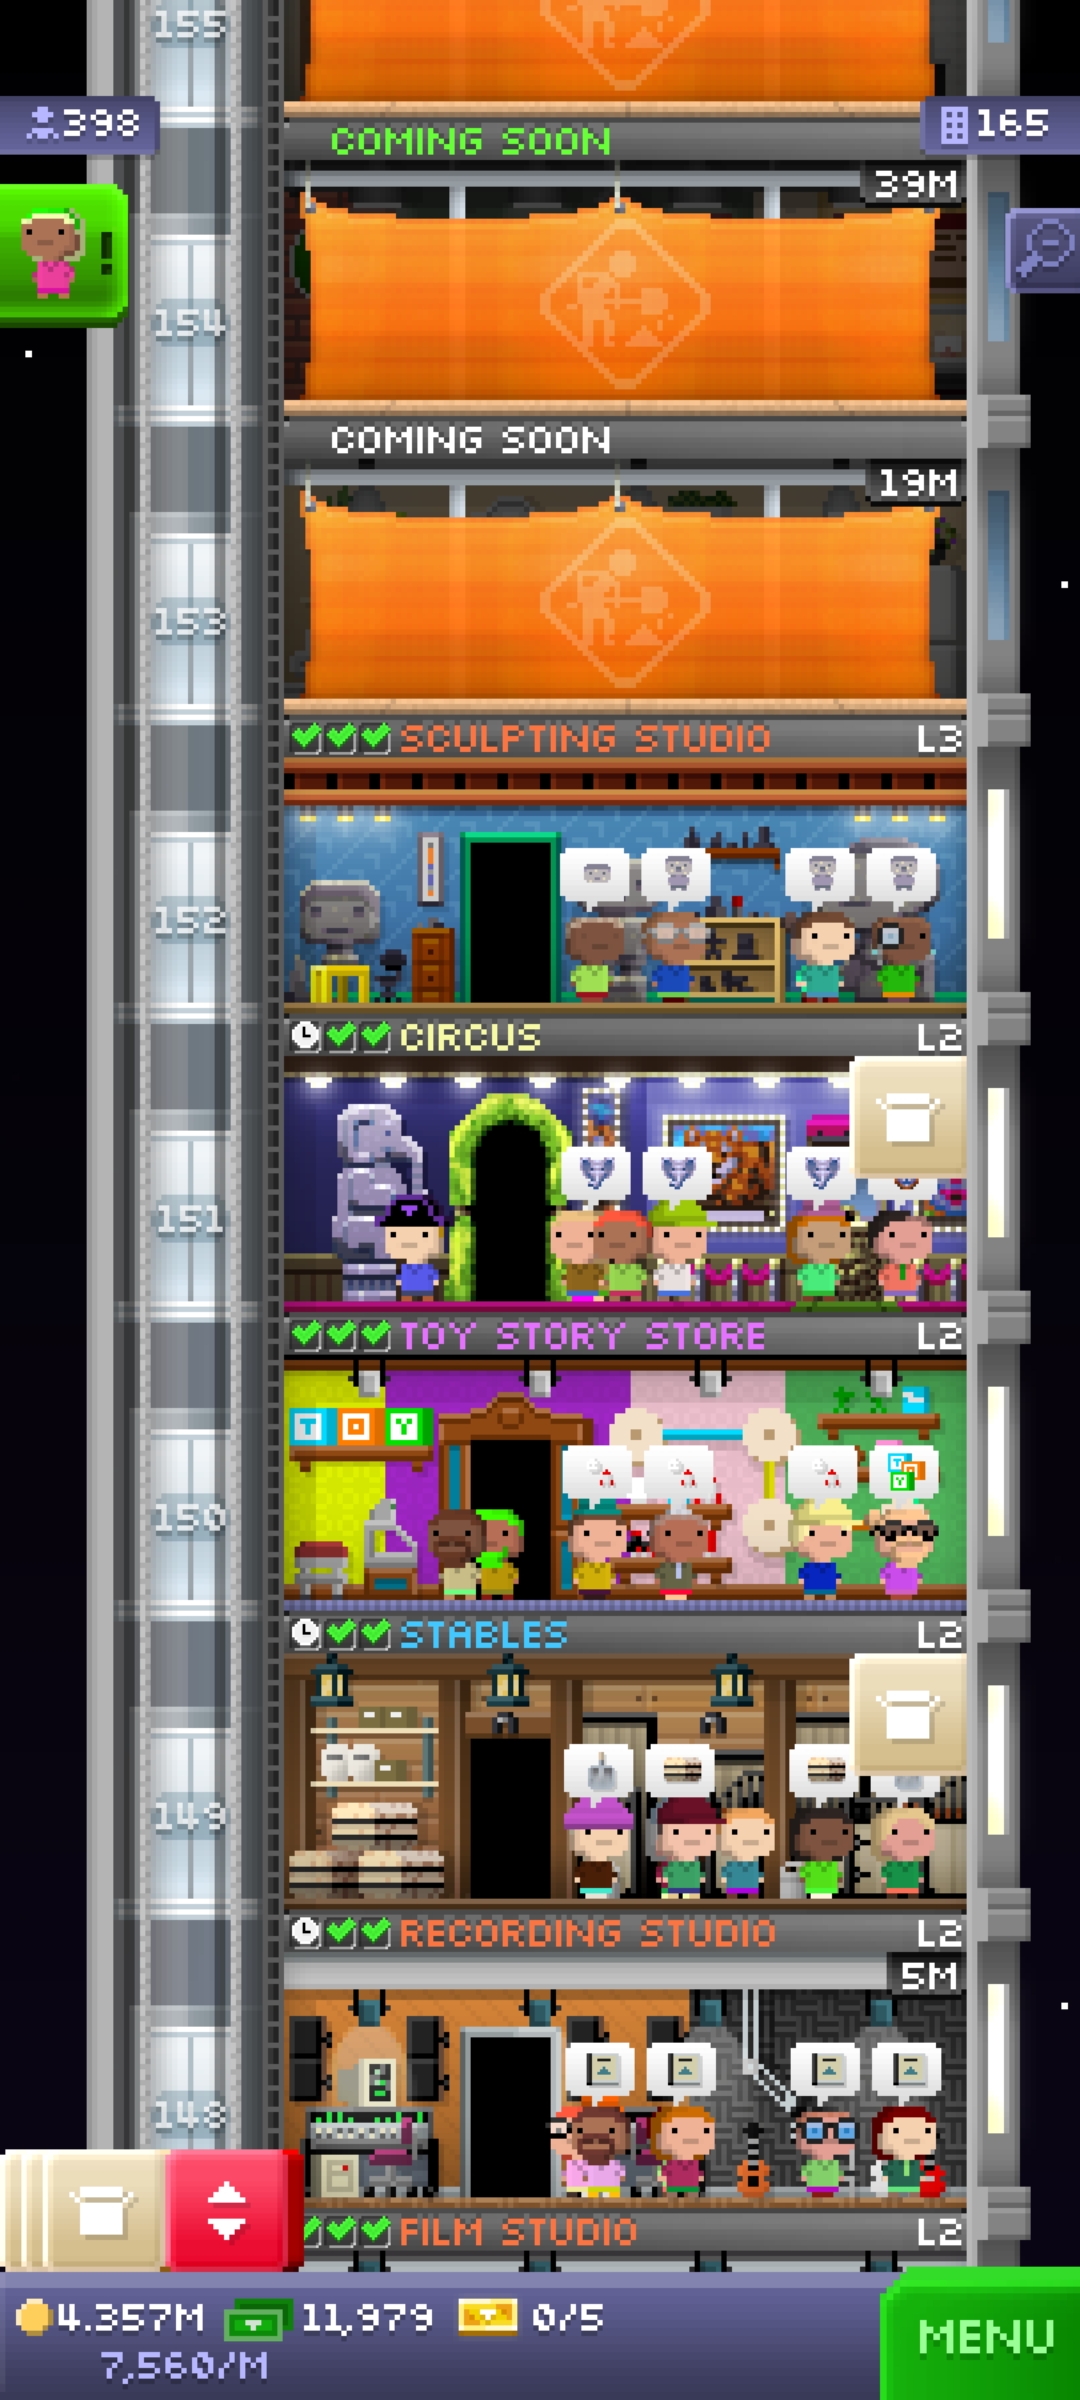 155
398
165
COMING SOON
39M
!
154
COMING SOON
19M
153
SCULPTING STUDIO L3
152
CIRCUS L2
151
TOY STORY STORE L2
T O Y
150
STABLES L2
149
RECORDING STUDIO L2
5M
148
FILM STUDIO L2
4.357M 11,979 0/5
7,560/M
MENU